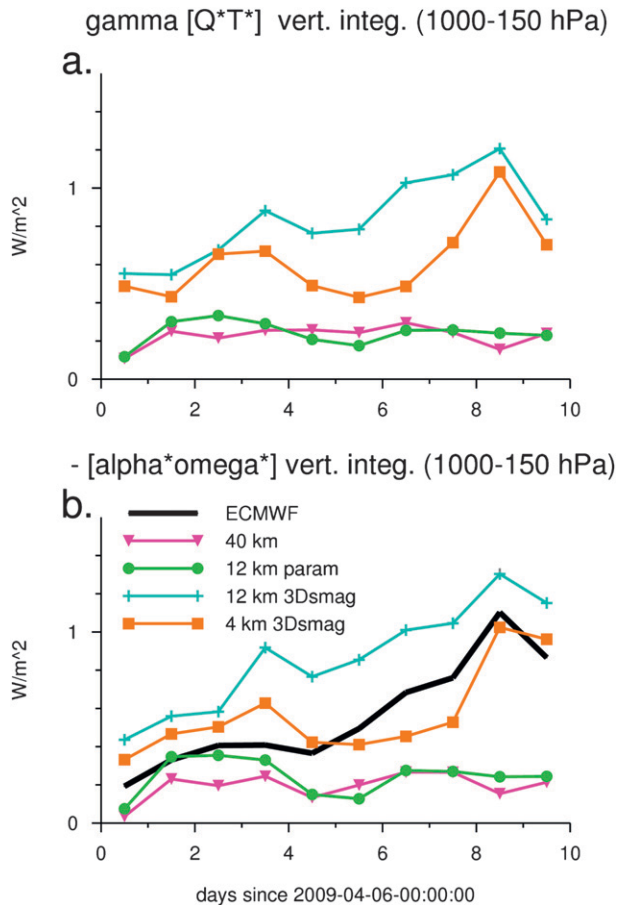 gamma [Q*T*] vert. integ. (1000-150 hPa)
a.
W/m^2
1
0
0 2 4 6 8 10
- [alpha*omega*] vert. integ. (1000-150 hPa)
b.
ECMWF
40 km
12 km param
12 km 3Dsmag
4 km 3Dsmag
W/m^2
1
0
0 2 4 6 8 10
days since 2009-04-06-00:00:00